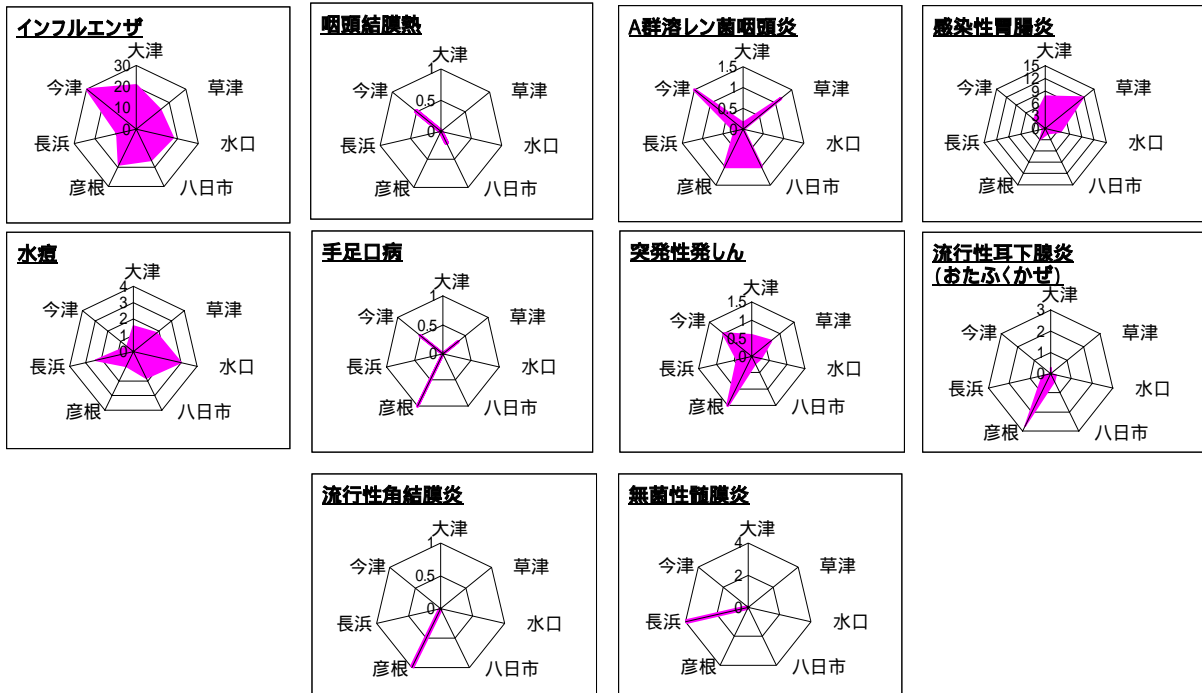 インフルエンザ
大津
30
20
10
0
草津
水口
八日市
彦根
長浜
今津
咽頭結膜熱
大津
1
0.5
0
草津
水口
八日市
彦根
長浜
今津
A群溶レン菌咽頭炎
大津
1.5
1
0.5
0
草津
水口
八日市
彦根
長浜
今津
感染性胃腸炎
大津
15
12
9
6
3
0
草津
水口
八日市
彦根
長浜
今津
水痘
大津
4
3
2
1
0
草津
水口
八日市
彦根
長浜
今津
手足口病
大津
1
0.5
0
草津
水口
八日市
彦根
長浜
今津
突発性発しん
大津
1.5
1
0.5
0
草津
水口
八日市
彦根
長浜
今津
流行性耳下腺炎
(おたふくかぜ)
大津
3
2
1
0
草津
水口
八日市
彦根
長浜
今津
流行性角結膜炎
大津
1
0.5
0
草津
水口
八日市
彦根
長浜
今津
無菌性髄膜炎
大津
4
2
0
草津
水口
八日市
彦根
長浜
今津